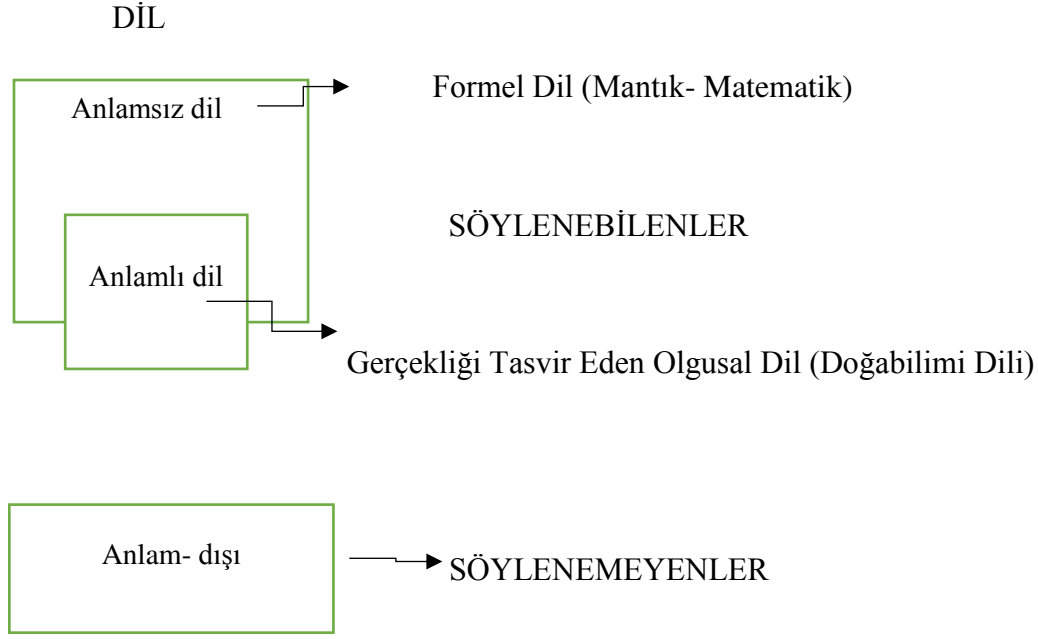 DİL
Formel Dil (Mantık- Matematik)
Anlamsız dil
SÖYLENEBİLENLER
Anlamlı dil
Gerçekliği Tasvir Eden Olgusal Dil (Doğabilimi Dili)
Anlam- dışı
SÖYLENEMEYENLER